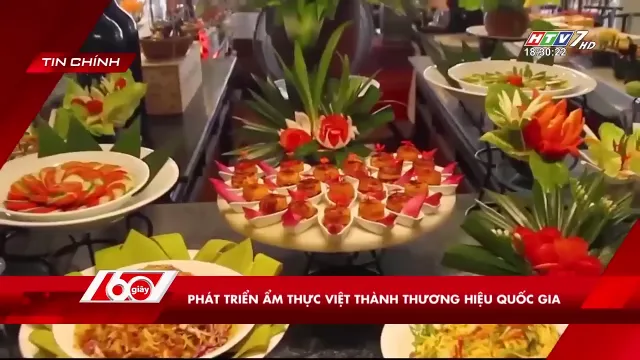 TIN CHÍNH
HTV7 HD
18:30:22
60 giây
PHÁT TRIỂN ẨM THỰC VIỆT THÀNH THƯƠNG HIỆU QUỐC GIA